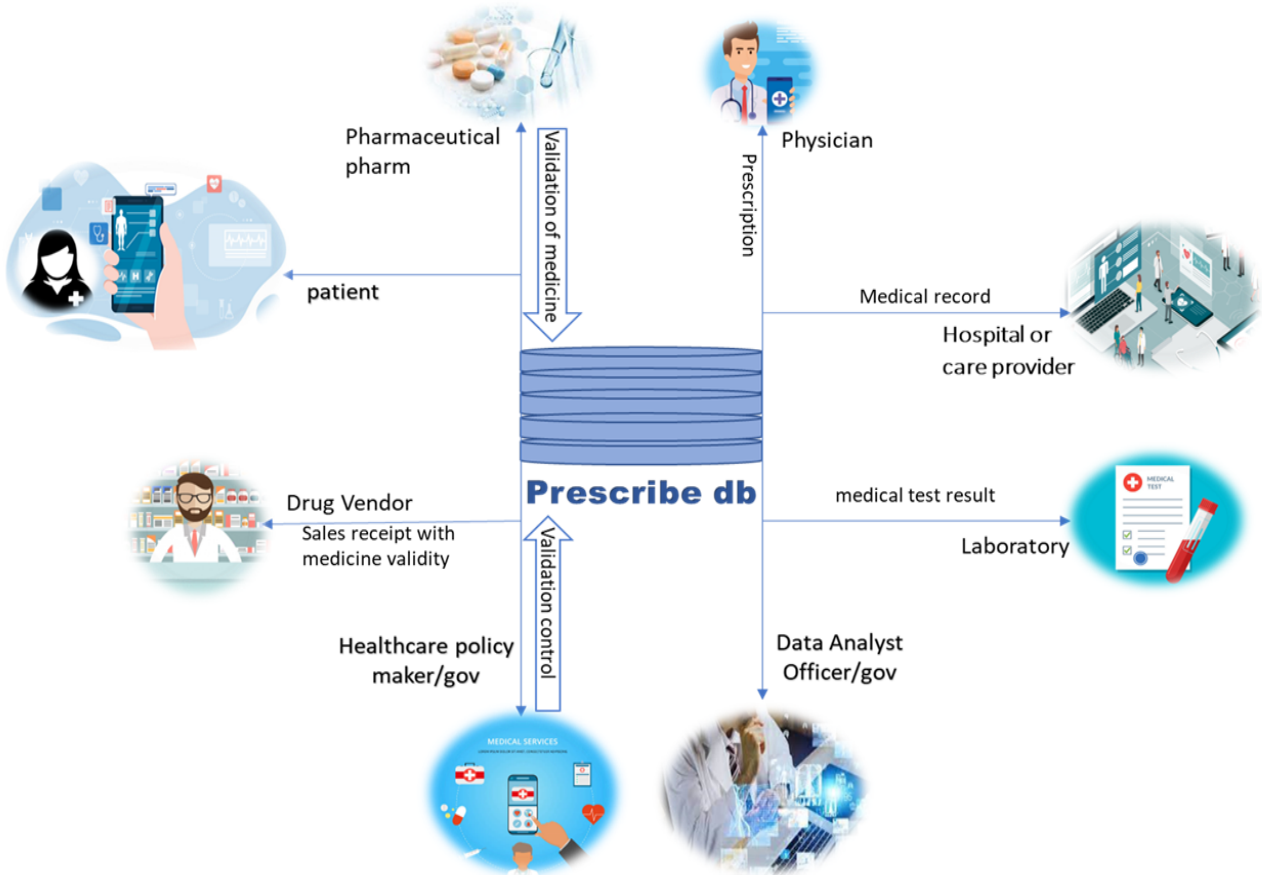 Pharmaceutical
pharm
Validation of medicine
Physician
Prescription
patient
Medical record
Hospital or
care provider
Prescribe db
Drug Vendor
Sales receipt with
medicine validity
medical test result
Laboratory
MEDICAL
TEST
Validation control
Healthcare policy
maker/gov
Data Analyst
Officer/gov
MEDICAL SERVICES